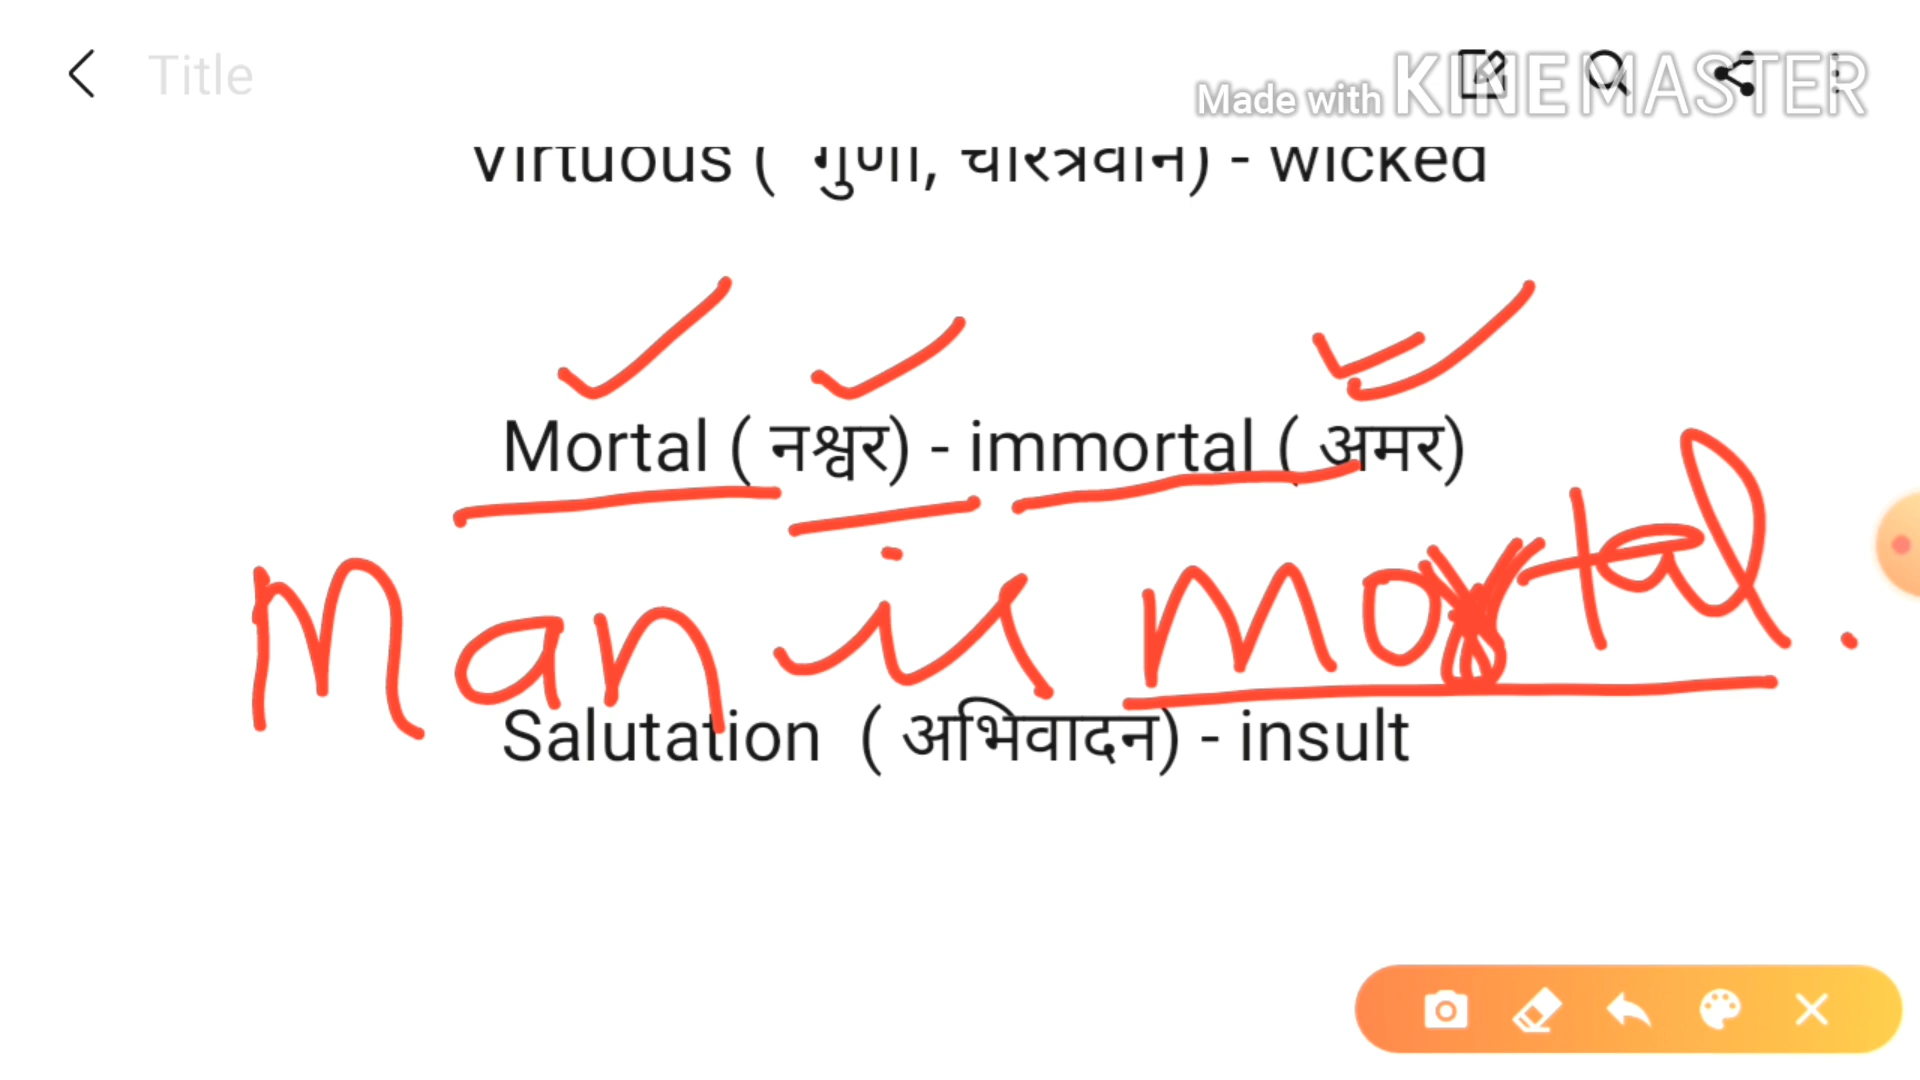 Title
Made with KINEMASTER
Virtuous ( गुणी, चरित्रवान) - wicked
Mortal ( नश्वर) - immortal ( अमर)
Man is mortal.
Salutation ( अभिवादन) - insult